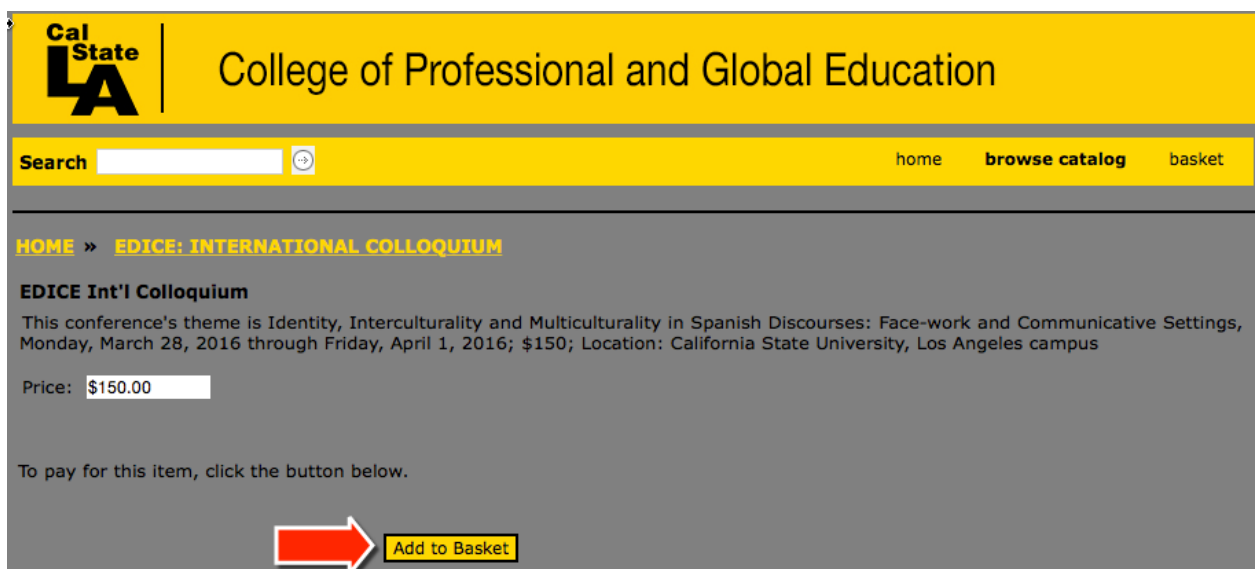 Cal
State
LA
College of Professional and Global Education
Search
home browse catalog basket
HOME » EDICE: INTERNATIONAL COLLOQUIUM
EDICE Int'l Colloquium
This conference's theme is Identity, Interculturality and Multiculturality in Spanish Discourses: Face-work and Communicative Settings,
Monday, March 28, 2016 through Friday, April 1, 2016; $150; Location: California State University, Los Angeles campus
Price: $150.00
To pay for this item, click the button below.
Add to Basket